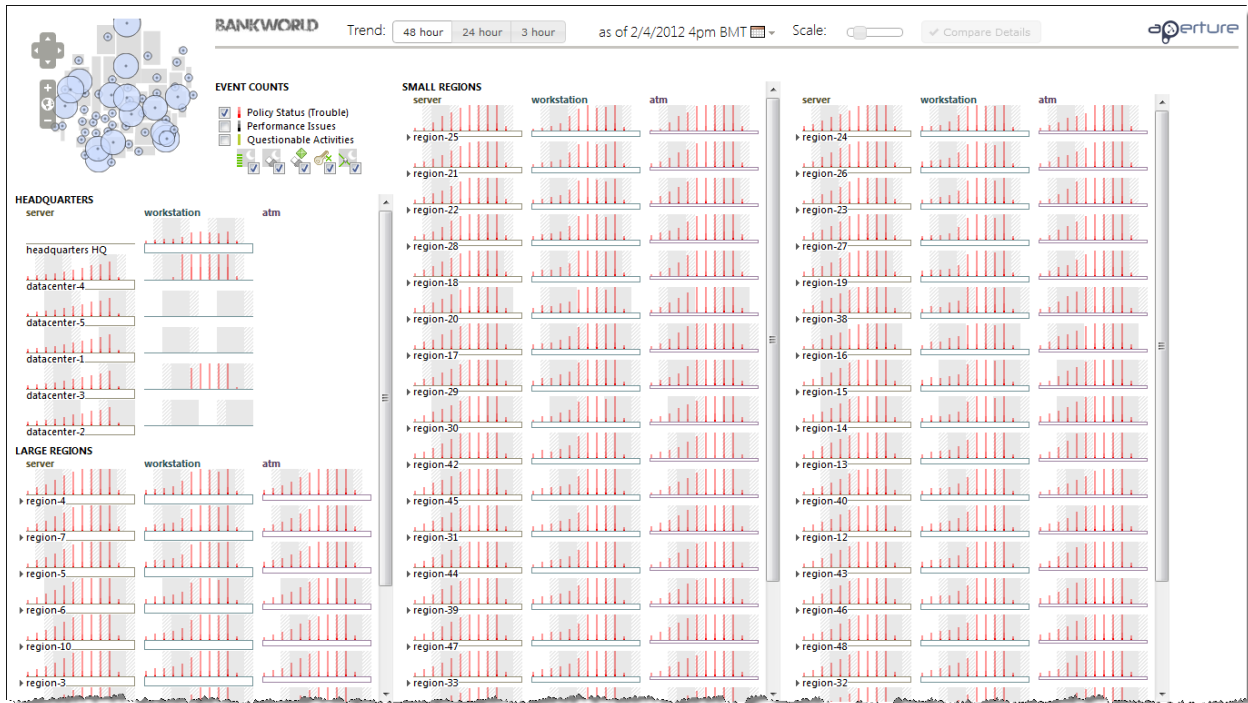 BANKWORLD
Trend: 48 hour 24 hour 3 hour as of 2/4/2012 4pm BMT Scale: Compare Details
aperture
EVENT COUNTS
Policy Status (Trouble)
Performance Issues
Questionable Activities
HEADQUARTERS
server workstation atm
headquarters HQ
datacenter-4
datacenter-5
datacenter-1
datacenter-3
datacenter-2
LARGE REGIONS
server workstation atm
region-4
region-7
region-5
region-6
region-10
region-3
SMALL REGIONS
server workstation atm
region-25
region-21
region-22
region-28
region-18
region-20
region-17
region-29
region-30
region-42
region-45
region-31
region-44
region-39
region-47
region-33
server workstation atm
region-24
region-26
region-23
region-27
region-19
region-38
region-16
region-15
region-14
region-13
region-40
region-12
region-43
region-46
region-48
region-32